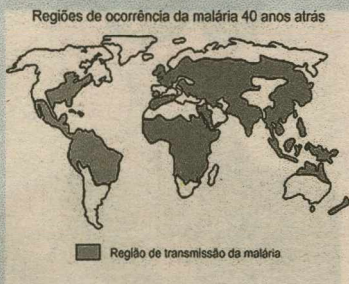 Regiões de ocorrência da malária 40 anos atrás
Região de transmissão da malária